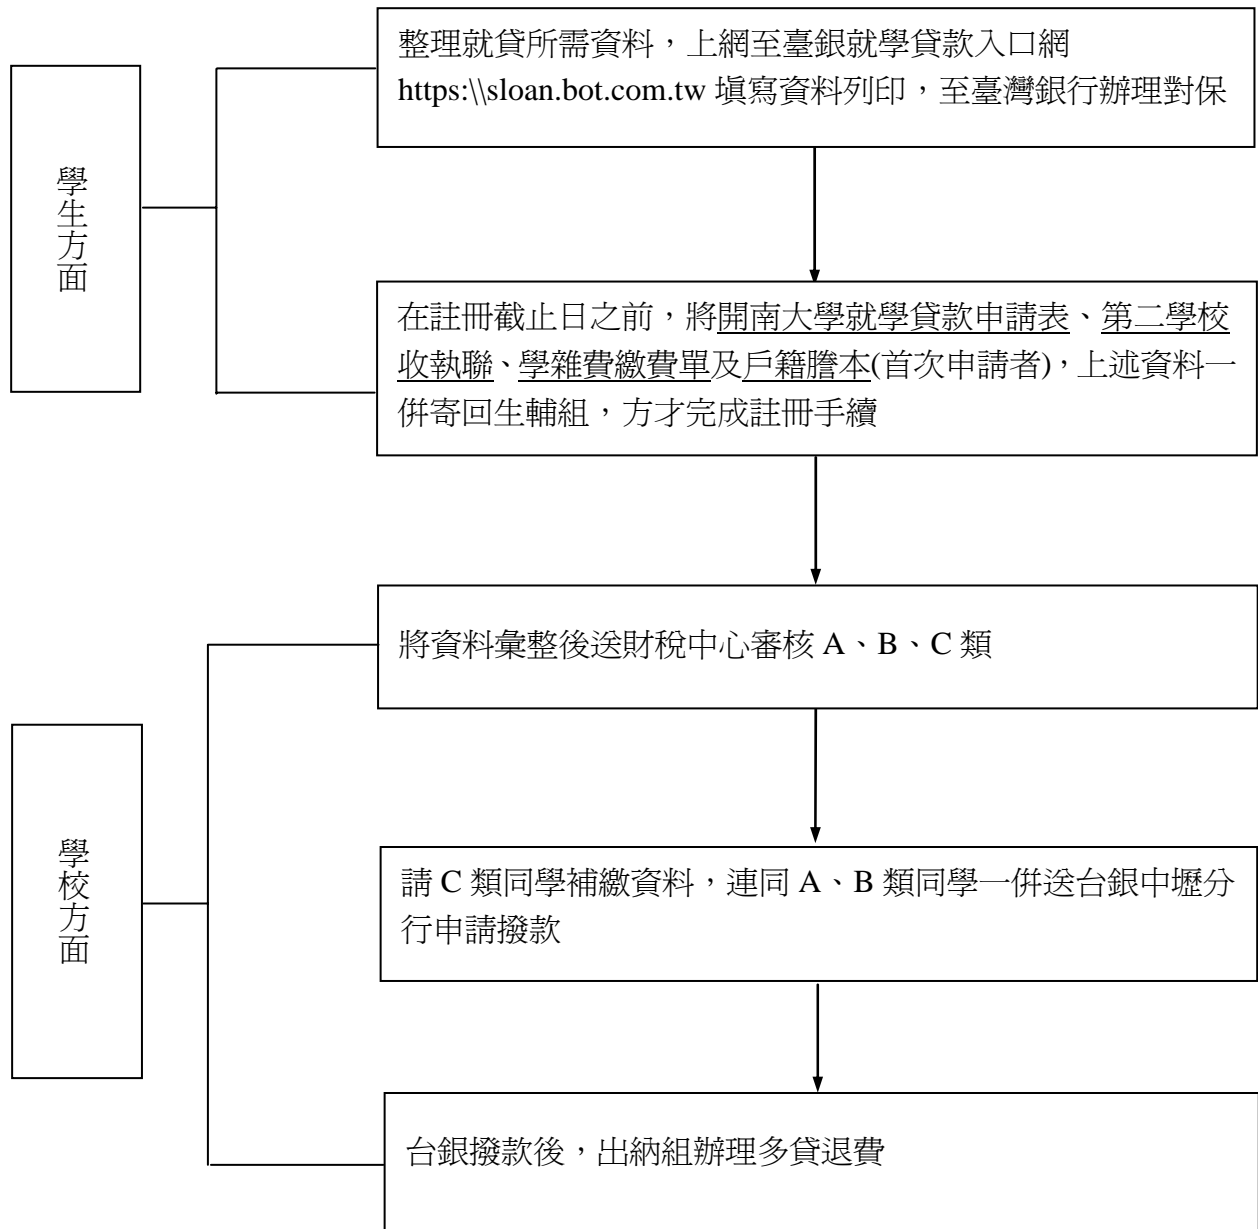 整理就貸所需資料，上網至臺銀就學貸款入口網
https:\\sloan.bot.com.tw 填寫資料列印，至臺灣銀行辦理對保
學生方面
在註冊截止日之前，將開南大學就學貸款申請表、第二學校
收執聯、學雜費繳費單及戶籍謄本(首次申請者)，上述資料一
併寄回生輔組，方才完成註冊手續
將資料彙整後送財稅中心審核 A、B、C 類
學校方面
請 C 類同學補繳資料，連同 A、B 類同學一併送台銀中壢分
行申請撥款
台銀撥款後，出納組辦理多貸退費